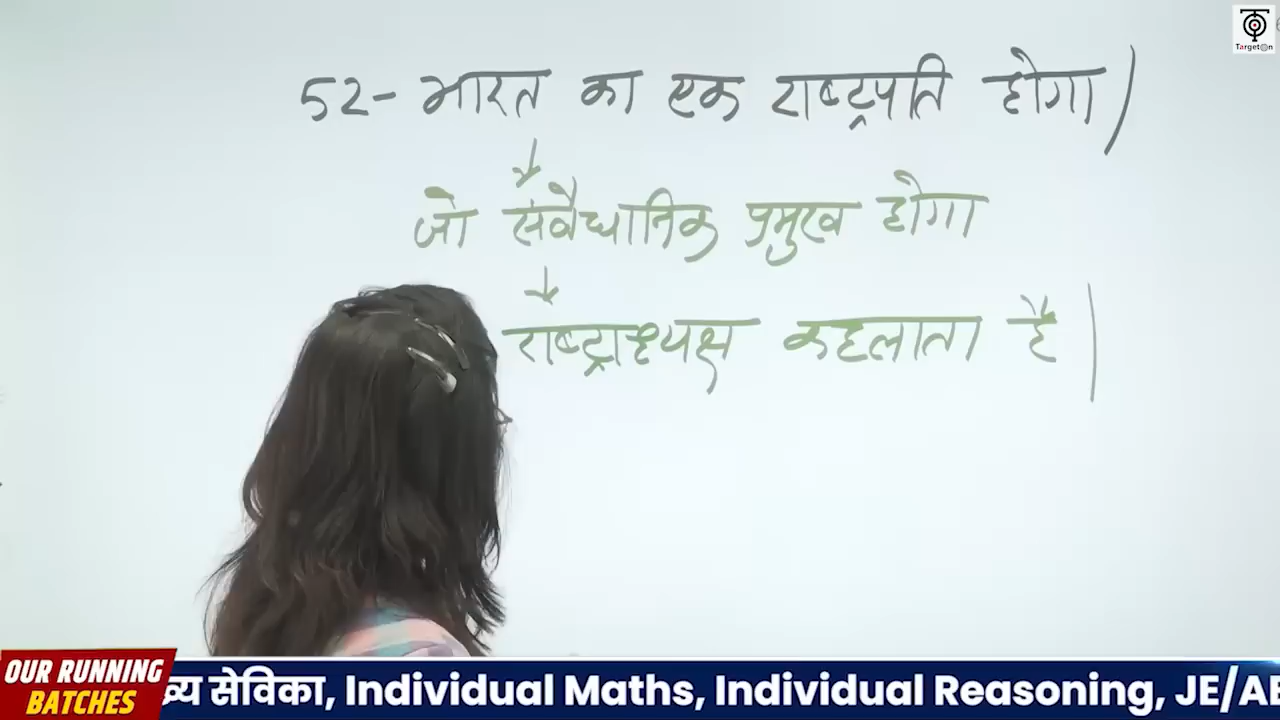 Target@n
52- भारत का एक राष्ट्रपति होगा।
जो संवैधानिक प्रमुख होगा
राष्ट्राध्यक्ष कहलाता है।
OUR RUNNING
BATCHES
ख्य सेविका, Individual Maths, Individual Reasoning, JE/AE